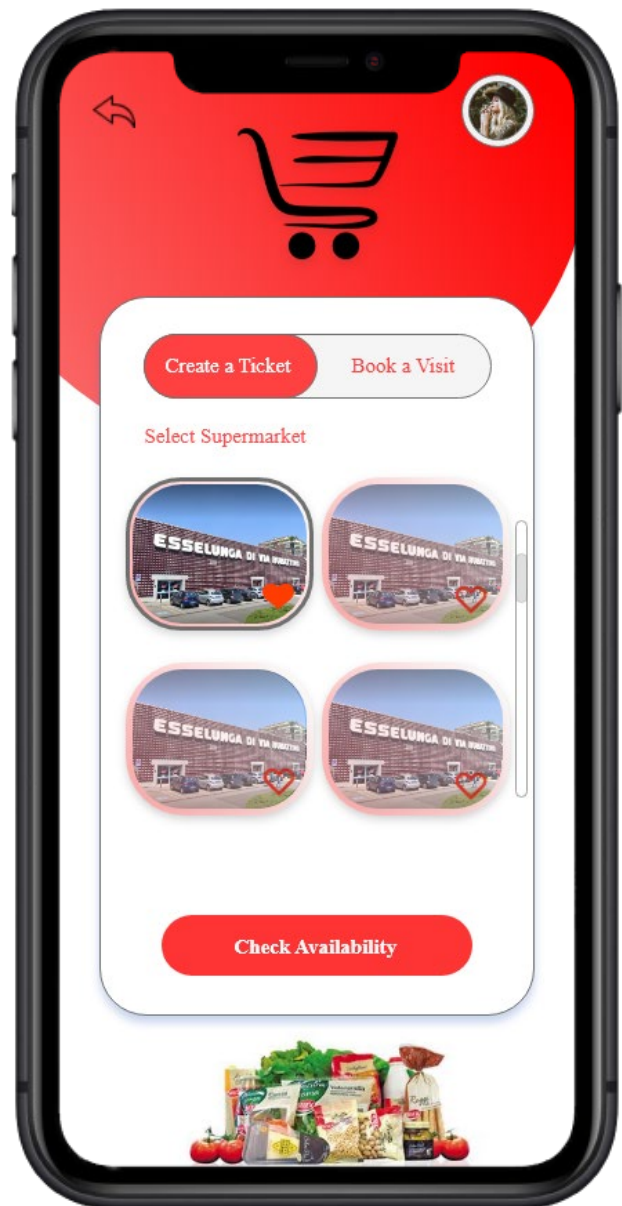 Create a Ticket
Book a Visit
Select Supermarket
ESSELUNGA DI VIA RUBATTINO
ESSELUNGA DI VIA RUBATTINO
ESSELUNGA DI VIA RUBATTINO
ESSELUNGA DI VIA RUBATTINO
Check Availability